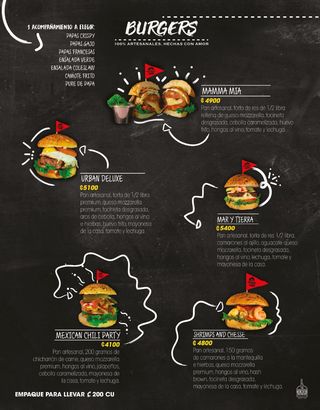 1 ACOMPAÑAMIENTO A ELEGIR
PAPAS CRISPY
PAPAS GAJO
PAPAS FRANCESAS
ENSALADA VERDE
ENSALADA COLESLAW
CAMOTE FRITO
PURE DE PAPA
BURGERS
100% ARTESANALES, HECHAS CON AMOR
MAMMA MIA
₡ 4900
Pan artesanal, torta de res de 1/2 libra
rellena de queso mozzarella, tocineta
desgrasada, cebolla caramelizada, huevo
frito, hongos al vino, tomate y lechuga.
URBAN DELUXE
₡5100
Pan artesanal, torta de 1/2 libra
premium, queso mozzarella
premium, tocineta desgrasada,
aros de cebolla, hongos al vino
e hierbas, huevo frito, mayonesa
de la casa, tomate y lechuga.
MAR Y TIERRA
₡5400
Pan artesanal, torta de res 1/2 libra,
camarones al ajillo, aguacate queso
mozarella, tocineta desgrasada,
hongos al vino y lechuga, tomate y
mayonesa de la casa.
MEXICAN CHILI PARTY
₡4100
Pan artesanal, 200 gramos de
chicharrón de carne, queso mozzarella
premium, hongos al vino, jalapeños,
cebolla caramelizada, mayonesa de
la casa, tomate y lechuga.
SHRIMPS AND CHESSE
₡ 4800
Pan artesanal, 150 gramos
de camarones a la mantequilla
e hierbas, queso mozzarella
premium, hongos al vino, hash
brown, tocineta desgrasada,
mayonesa de la casa, tomate y
lechuga.
EMPAQUE PARA LLEVAR ₡ 200 CU